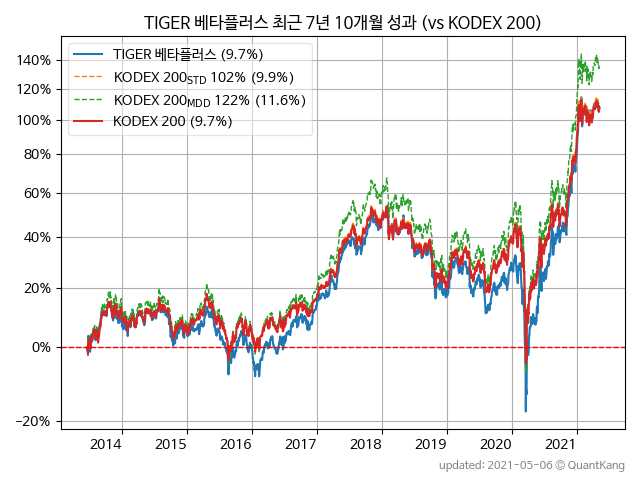 TIGER 베타플러스 최근 7년 10개월 성과 (vs KODEX 200)
TIGER 베타플러스 (9.7%)
KODEX 200STD 102% (9.9%)
KODEX 200MDD 122% (11.6%)
KODEX 200 (9.7%)
140%
120%
100%
80%
60%
40%
20%
0%
−20%
2014 2015 2016 2017 2018 2019 2020 2021
updated: 2021-05-06 © QuantKang